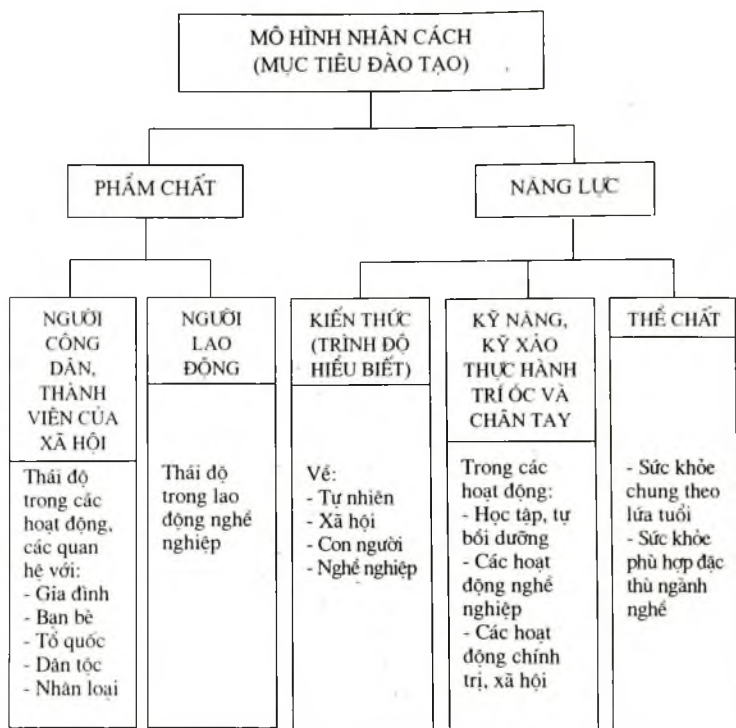 MÔ HÌNH NHÂN CÁCH
(MỤC TIÊU ĐÀO TẠO)
PHẨM CHẤT
NĂNG LỰC
NGƯỜI
CÔNG
DÂN,
THÀNH
VIÊN CỦA
XÃ HỘI
Thái độ
trong các
hoạt động,
các quan
hệ với:
- Gia đình
- Bạn bè
- Tổ quốc
- Dân tộc
- Nhân loại
NGƯỜI
LAO
ĐỘNG
Thái độ
trong lao
động nghề
nghiệp
KIẾN THỨC
(TRÌNH ĐỘ
HIỂU BIẾT)
Về:
- Tự nhiên
- Xã hội
- Con người
- Nghề nghiệp
KỸ NĂNG,
KỸ XẢO
THỰC HÀNH
TRÍ ÓC VÀ
CHÂN TAY
Trong các
hoạt động:
- Học tập, tự
bồi dưỡng
- Các hoạt
động nghề
nghiệp
- Các hoạt
động chính
trị, xã hội
THỂ CHẤT
- Sức khỏe
chung theo
lứa tuổi
- Sức khỏe
phù hợp đặc
thù ngành
nghề